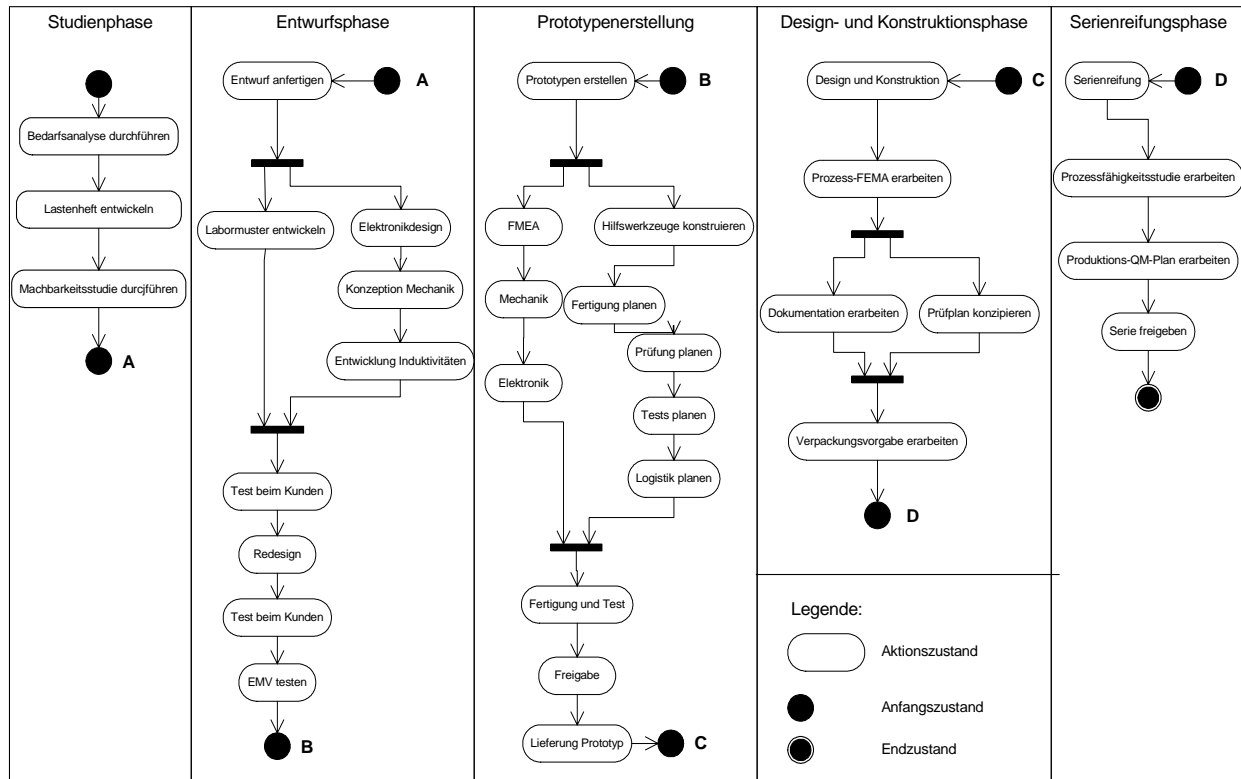 Studienphase
Bedarfsanalyse durchführen
Lastenheft entwickeln
Machbarkeitsstudie durcjführen
A
Entwurfsphase
Entwurf anfertigen
A
Labormuster entwickeln
Elektronikdesign
Konzeption Mechanik
Entwicklung Induktivitäten
Test beim Kunden
Redesign
Test beim Kunden
EMV testen
B
Prototypenerstellung
Prototypen erstellen
B
FMEA
Hilfswerkzeuge konstruieren
Mechanik
Fertigung planen
Prüfung planen
Elektronik
Tests planen
Logistik planen
Fertigung und Test
Freigabe
Lieferung Prototyp
C
Design- und Konstruktionsphase
Design und Konstruktion
C
Prozess-FEMA erarbeiten
Dokumentation erarbeiten
Prüfplan konzipieren
Verpackungsvorgabe erarbeiten
D
Serienreifungsphase
Serienreifung
D
Prozessfähigkeitsstudie erarbeiten
Produktions-QM-Plan erarbeiten
Serie freigeben
Legende:
Aktionszustand
Anfangszustand
Endzustand